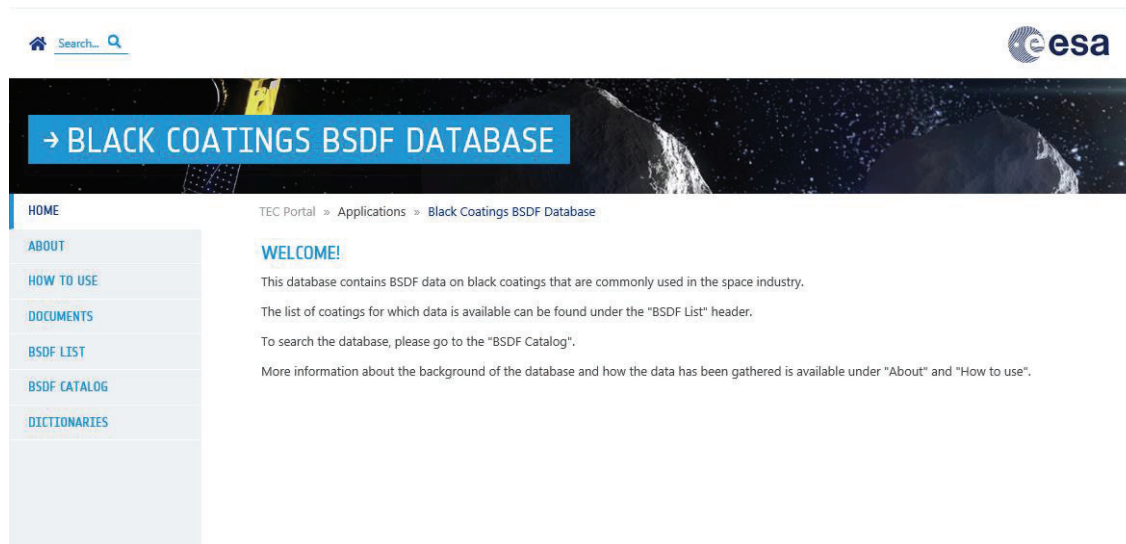 Search...
esa
→ BLACK COATINGS BSDF DATABASE
HOME
ABOUT
HOW TO USE
DOCUMENTS
BSDF LIST
BSDF CATALOG
DICTIONARIES
TEC Portal » Applications » Black Coatings BSDF Database
WELCOME!
This database contains BSDF data on black coatings that are commonly used in the space industry.
The list of coatings for which data is available can be found under the "BSDF List" header.
To search the database, please go to the "BSDF Catalog".
More information about the background of the database and how the data has been gathered is available under "About" and "How to use".